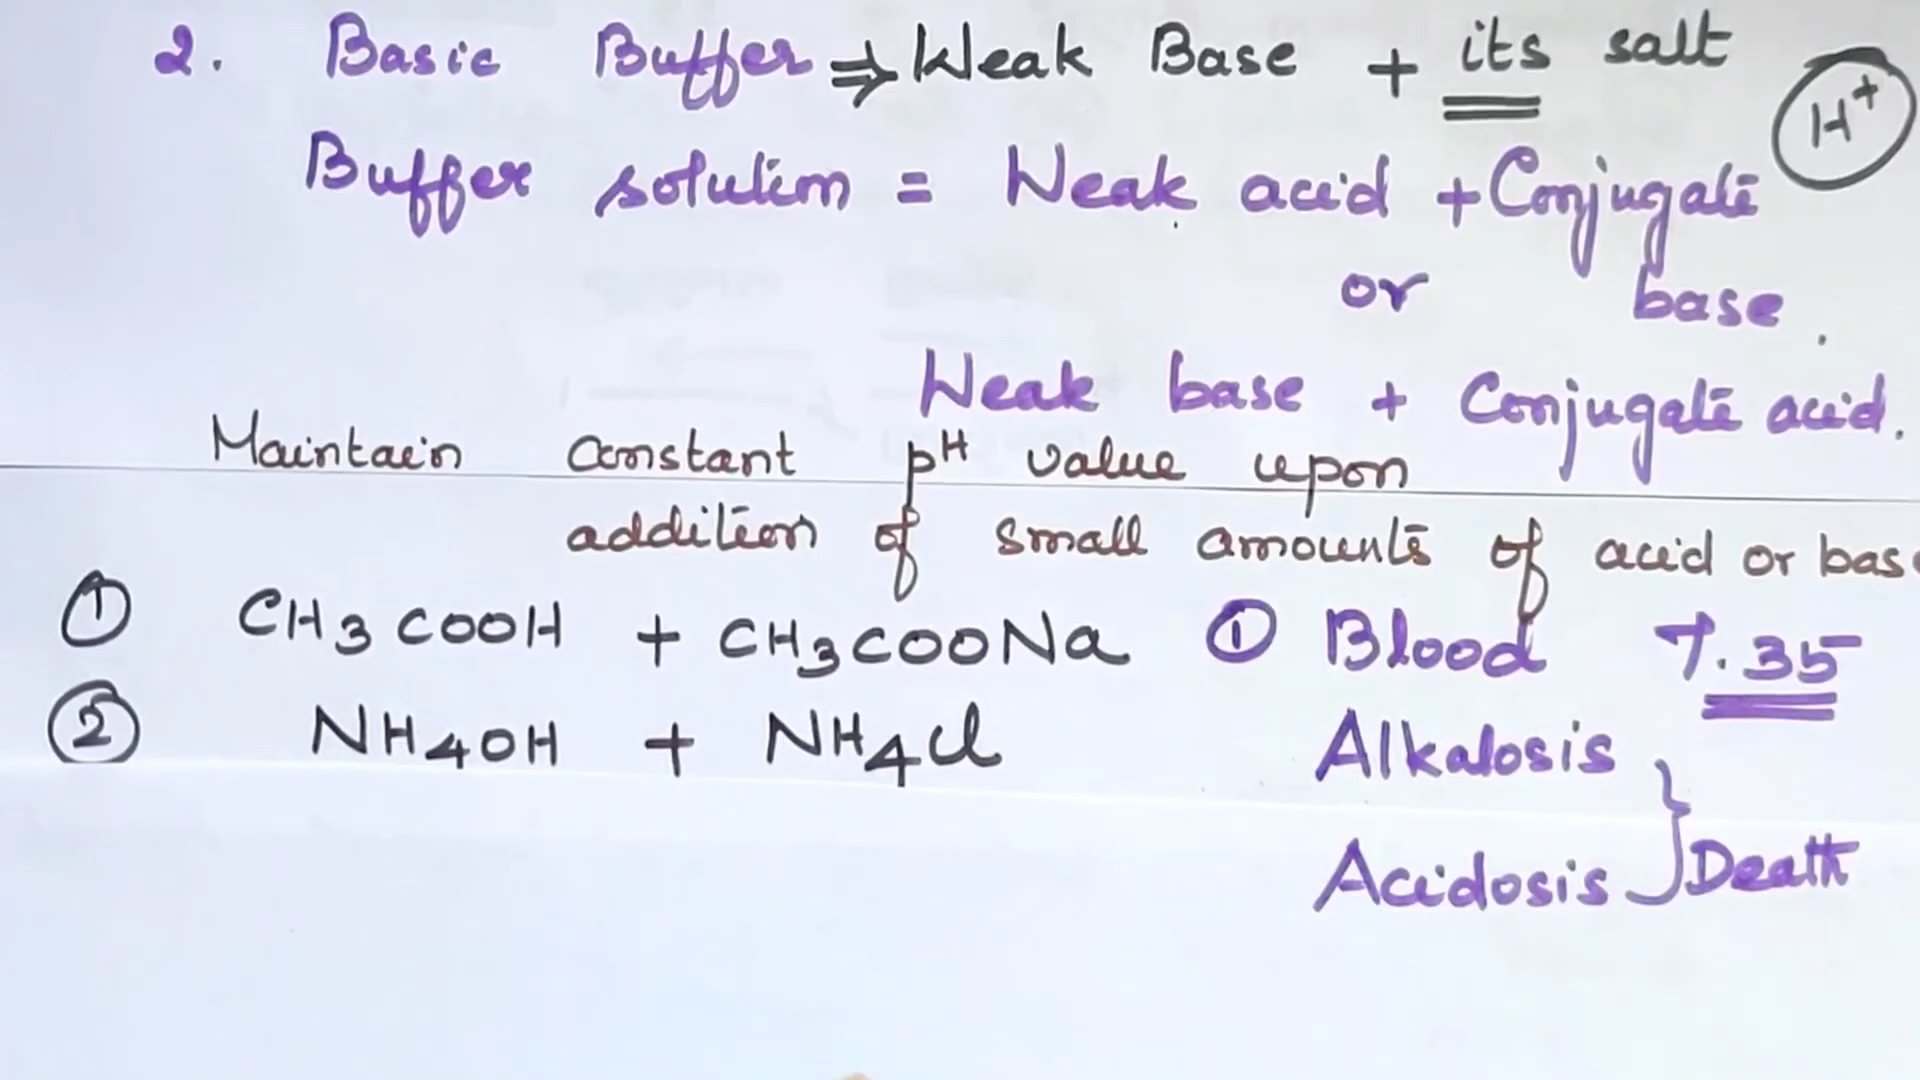 2. Basic Buffer ⇒ Weak Base + its salt
H+
Buffer solution = Weak acid + Conjugate
or base.
Weak base + Conjugate acid.
Maintain constant pH value upon
addition of small amounts of acid or bas
① CH3COOH + CH3COONa ① Blood 7.35
② NH4OH + NH4Cl Alkalosis
Acidosis } Death